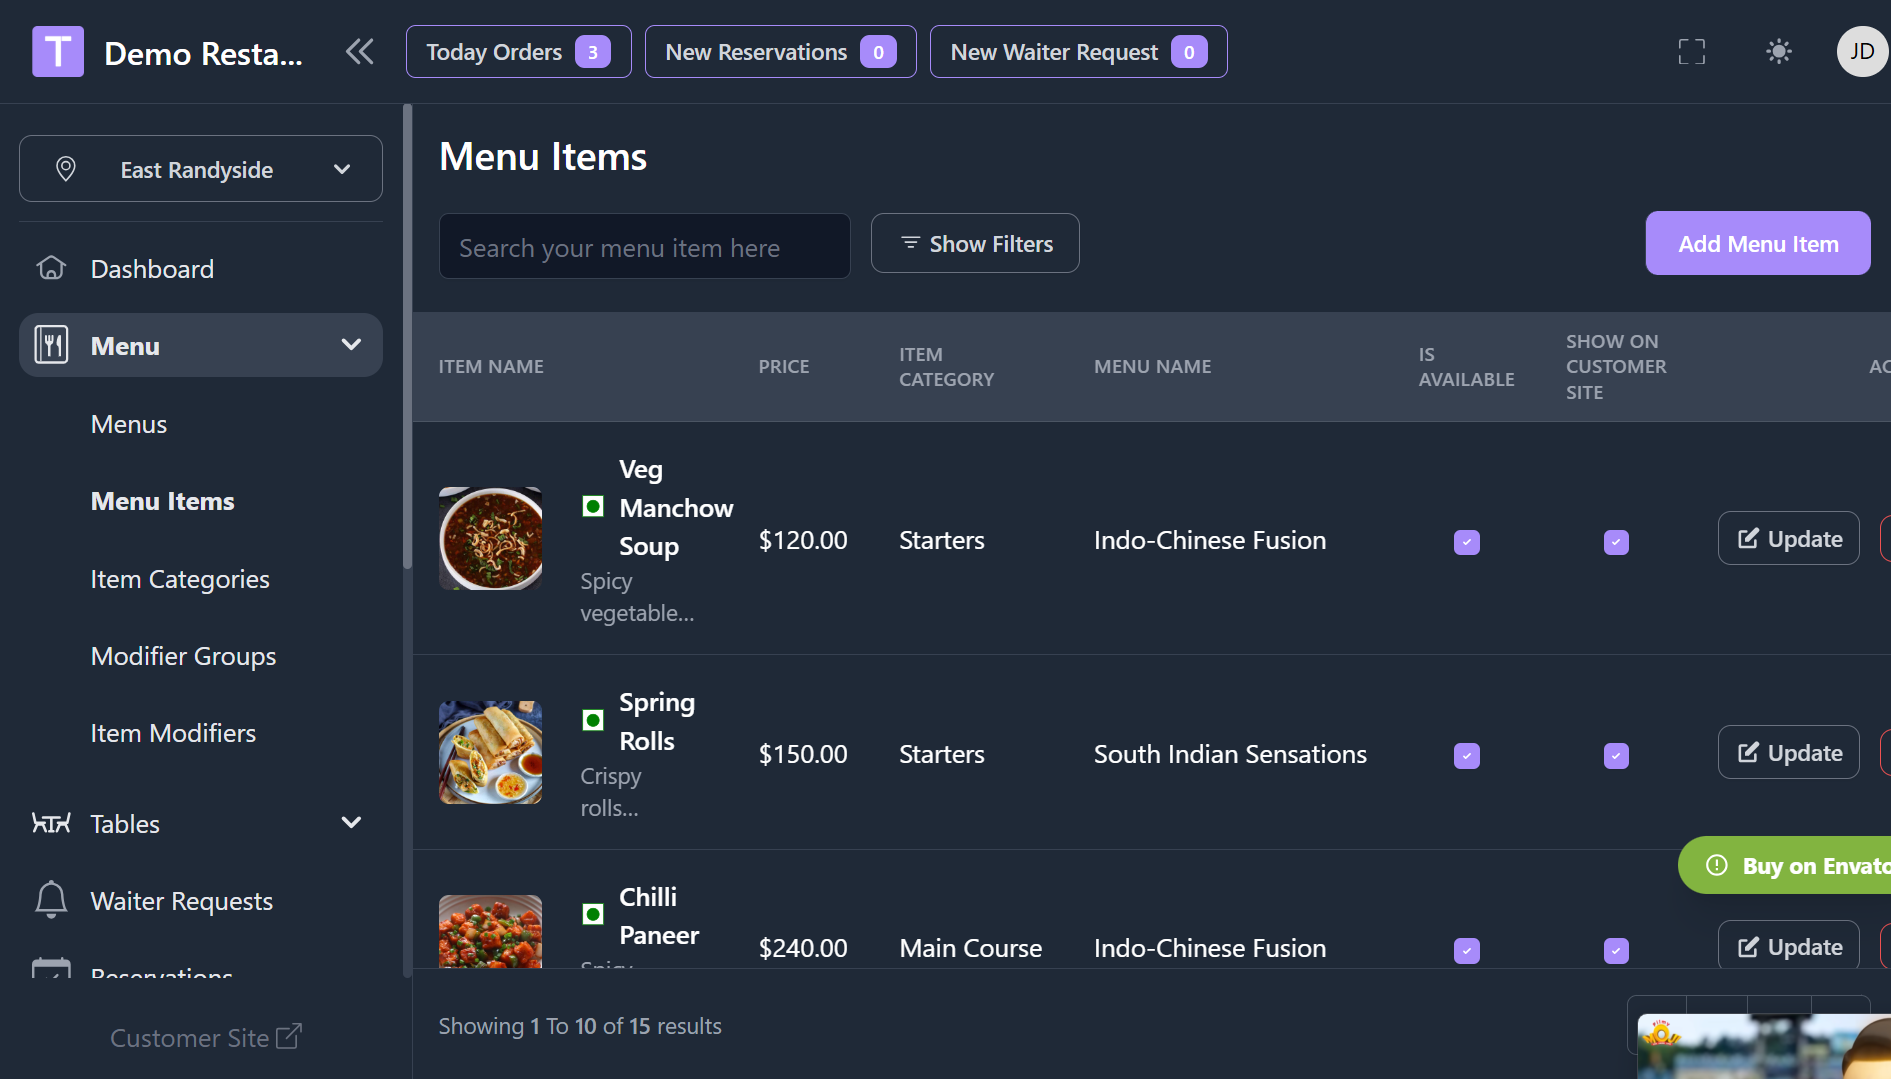 T
Demo Resta...
Today Orders 3
New Reservations 0
New Waiter Request 0
JD
East Randyside
Dashboard
Menu
Menus
Menu Items
Item Categories
Modifier Groups
Item Modifiers
Tables
Waiter Requests
Reservations
Customer Site
Menu Items
Search your menu item here
Show Filters
Add Menu Item
ITEM NAME
PRICE
ITEM
CATEGORY
MENU NAME
IS
AVAILABLE
SHOW ON
CUSTOMER
SITE
AC
Veg
Manchow
Soup
Spicy
vegetable...
$120.00
Starters
Indo-Chinese Fusion
Update
Spring
Rolls
Crispy
rolls...
$150.00
Starters
South Indian Sensations
Update
Buy on Envato
Chilli
Paneer
Spicy
$240.00
Main Course
Indo-Chinese Fusion
Update
Showing 1 To 10 of 15 results